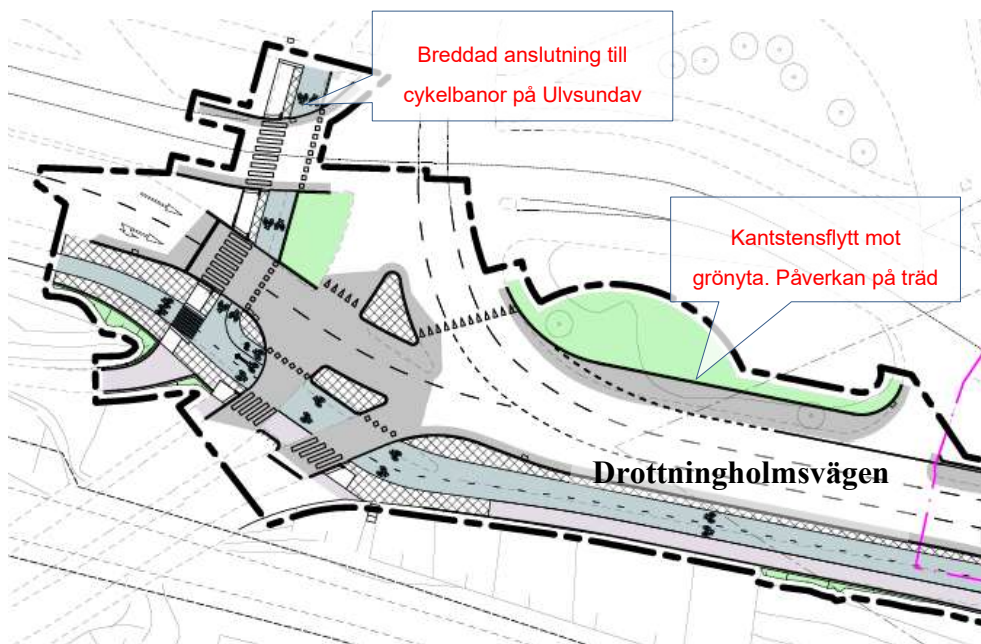 Breddad anslutning till
cykelbanor på Ulvsundav
Kantstensflytt mot
grönyta. Påverkan på träd
Drottningholmsvägen